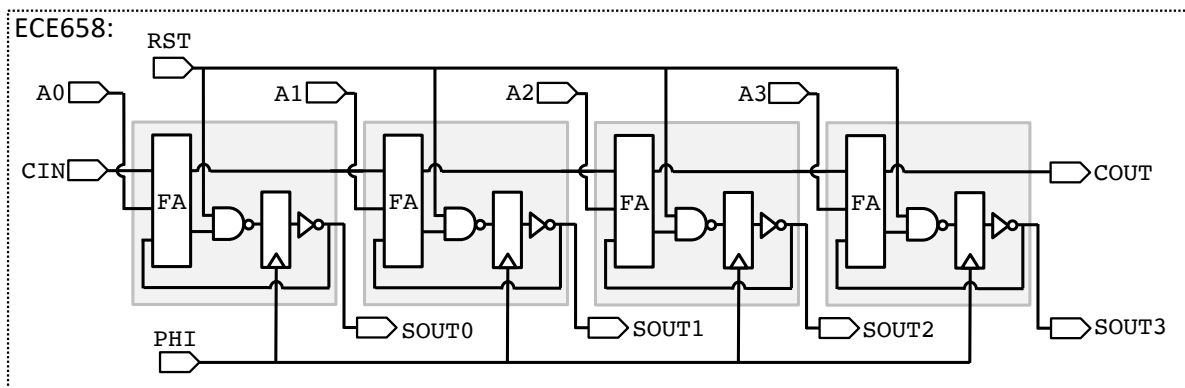 ECE658:
RST
A0
A1
A2
A3
CIN
FA
FA
FA
FA
COUT
SOUT0
SOUT1
SOUT2
SOUT3
PHI